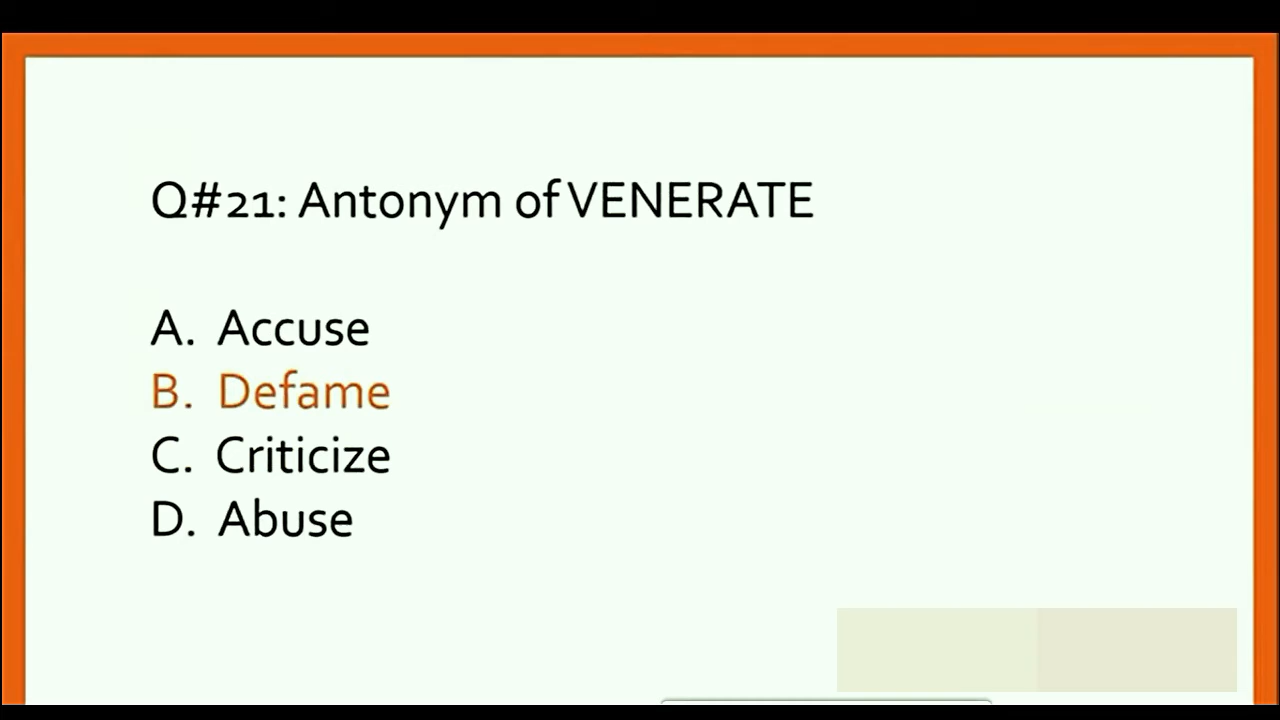 Q#21: Antonym of VENERATE
A. Accuse
B. Defame
C. Criticize
D. Abuse